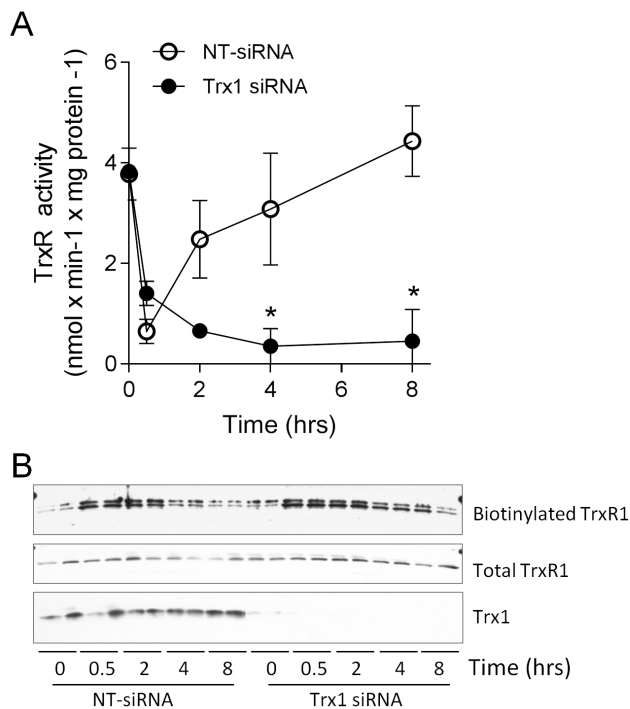 A
NT-siRNA
Trx1 siRNA
TrxR activity
(nmol x min-1 x mg protein -1)
6
4
2
0
*
*
0 2 4 6 8
Time (hrs)
B
Biotinylated TrxR1
Total TrxR1
Trx1
0 0.5 2 4 8 0 0.5 2 4 8 Time (hrs)
NT-siRNA Trx1 siRNA